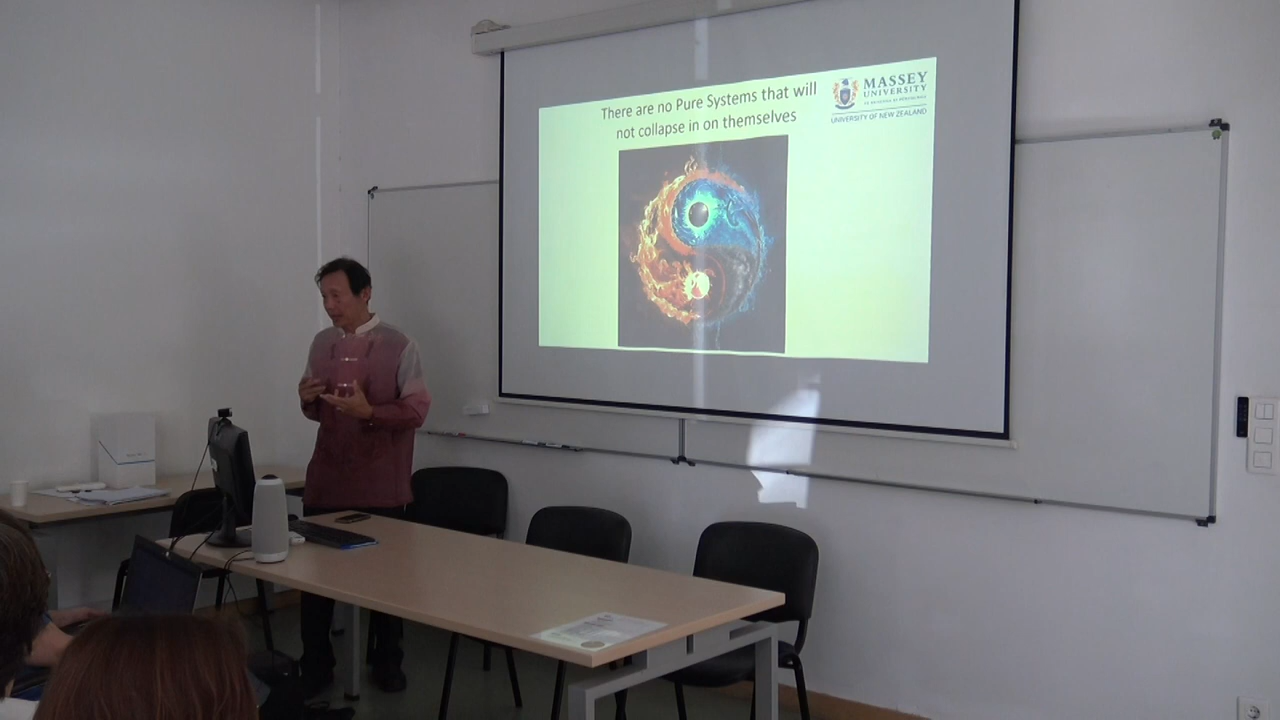 There are no Pure Systems that will
not collapse in on themselves
MASSEY
UNIVERSITY
UNIVERSITY OF NEW ZEALAND